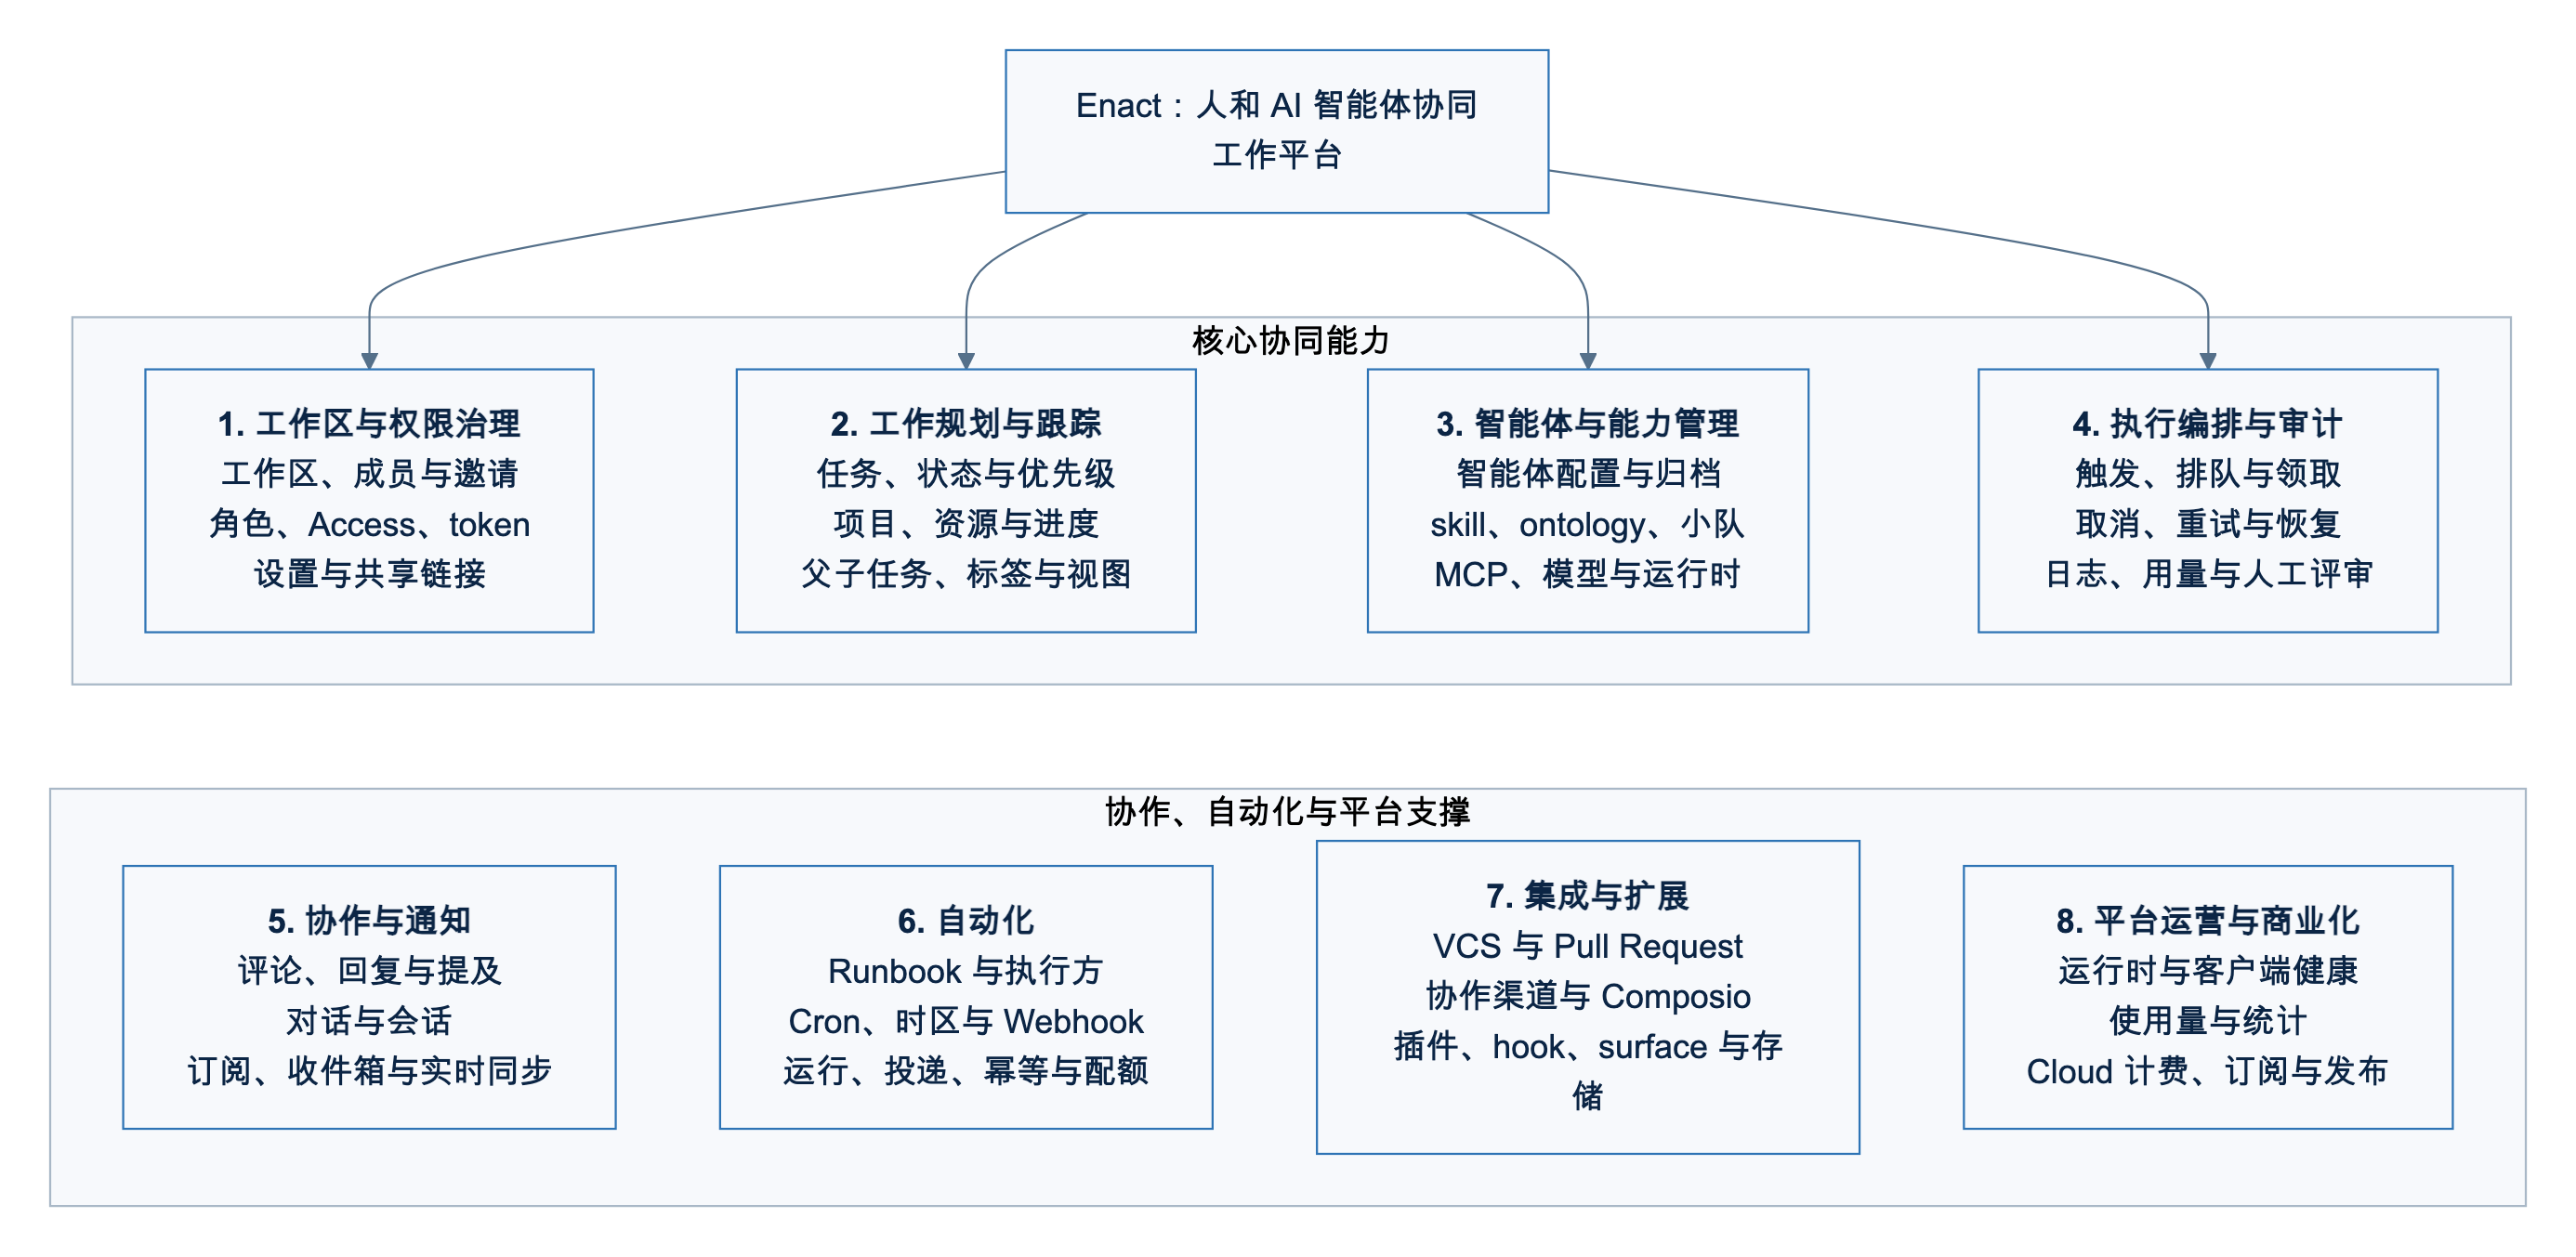 Enact：人和 AI 智能体协同
工作平台
核心协同能力
1. 工作区与权限治理
工作区、成员与邀请
角色、Access、token
设置与共享链接
2. 工作规划与跟踪
任务、状态与优先级
项目、资源与进度
父子任务、标签与视图
3. 智能体与能力管理
智能体配置与归档
skill、ontology、小队
MCP、模型与运行时
4. 执行编排与审计
触发、排队与领取
取消、重试与恢复
日志、用量与人工评审
协作、自动化与平台支撑
5. 协作与通知
评论、回复与提及
对话与会话
订阅、收件箱与实时同步
6. 自动化
Runbook 与执行方
Cron、时区与 Webhook
运行、投递、幂等与配额
7. 集成与扩展
VCS 与 Pull Request
协作渠道与 Composio
插件、hook、surface 与存
储
8. 平台运营与商业化
运行时与客户端健康
使用量与统计
Cloud 计费、订阅与发布